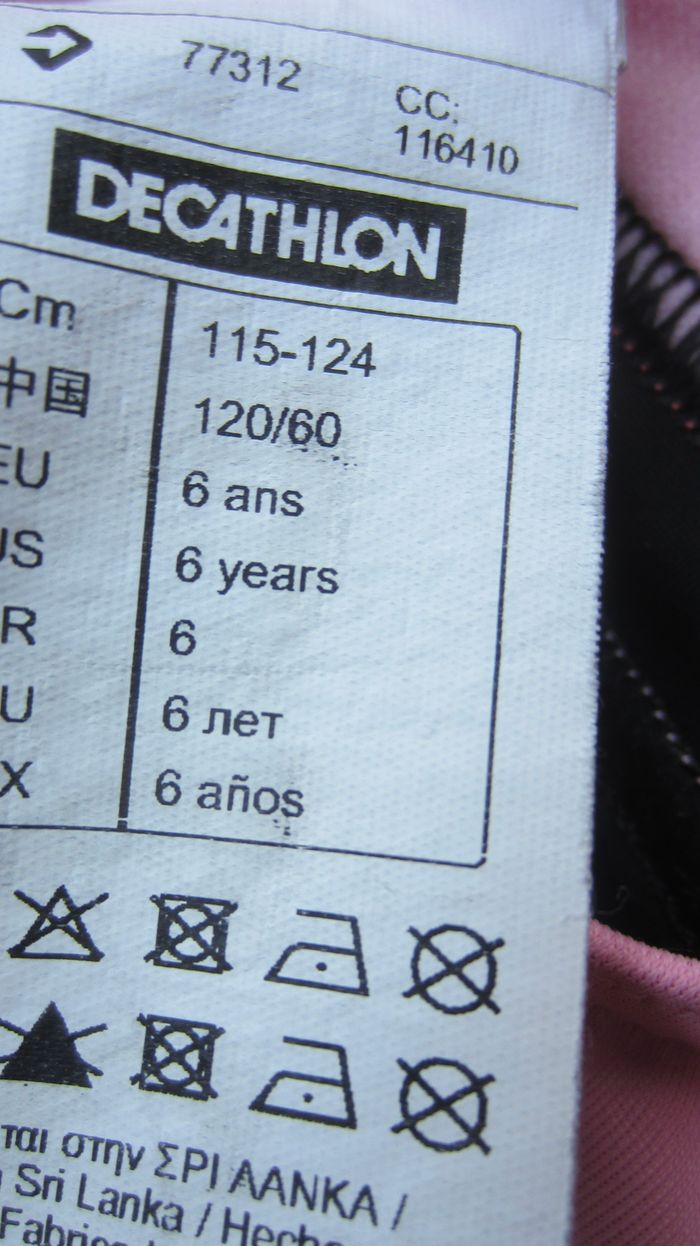 77312
CC:
116410
DECATHLON
Cm 115-124
中国 120/60
EU 6 ans
US 6 years
R 6
U 6 лет
X 6 años
ται στην ΣΡΙ ΛΑΝΚΑ /
Sri Lanka / Hecho